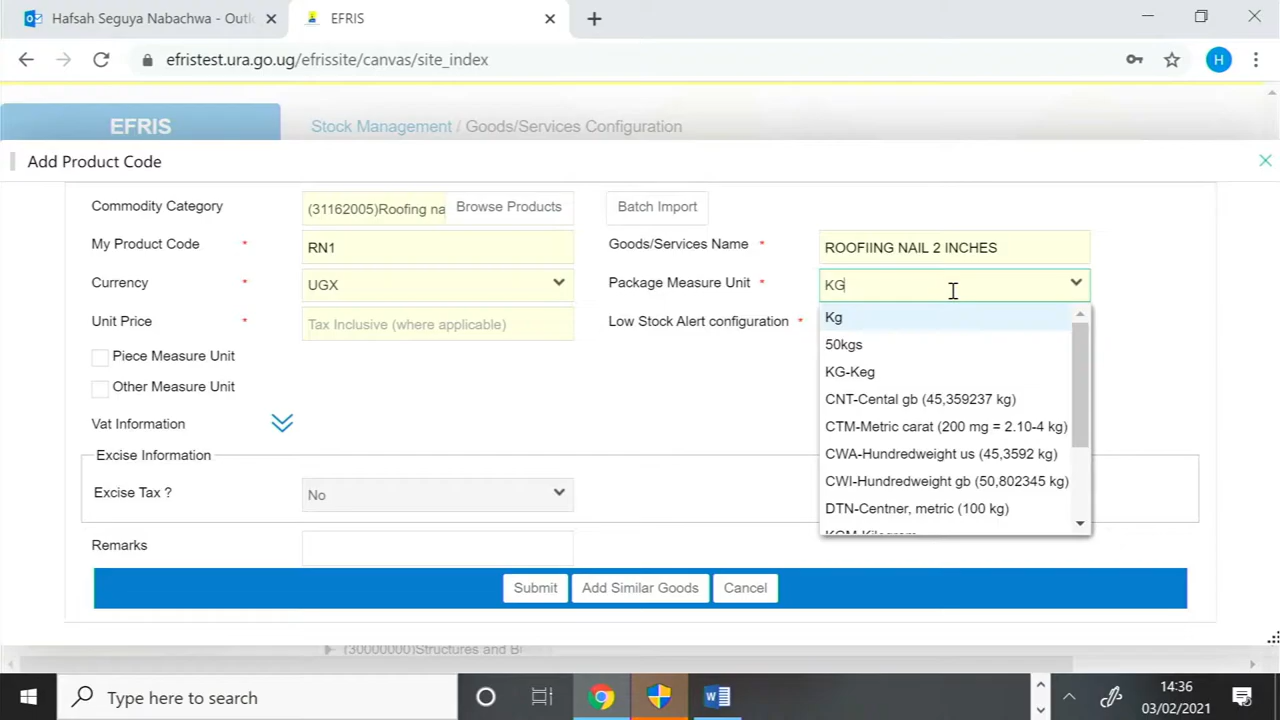 Hafsah Seguya Nabachwa - Outlo
EFRIS
efristest.ura.go.ug/efrissite/canvas/site_index
H
EFRIS
Stock Management / Goods/Services Configuration
Add Product Code
Commodity Category
(31162005)Roofing na
Browse Products
Batch Import
My Product Code *
RN1
Goods/Services Name *
ROOFIING NAIL 2 INCHES
Currency *
UGX
Package Measure Unit *
KG
Unit Price *
Tax Inclusive (where applicable)
Low Stock Alert configuration *
Kg
50kgs
KG-Keg
CNT-Cental gb (45,359237 kg)
CTM-Metric carat (200 mg = 2.10-4 kg)
CWA-Hundredweight us (45,3592 kg)
CWI-Hundredweight gb (50,802345 kg)
DTN-Centner, metric (100 kg)
KGM-Kilogram
Piece Measure Unit
Other Measure Unit
Vat Information
Excise Information
Excise Tax ?
No
Remarks
Submit
Add Similar Goods
Cancel
(30000000)Structures and B
Type here to search
14:36
03/02/2021